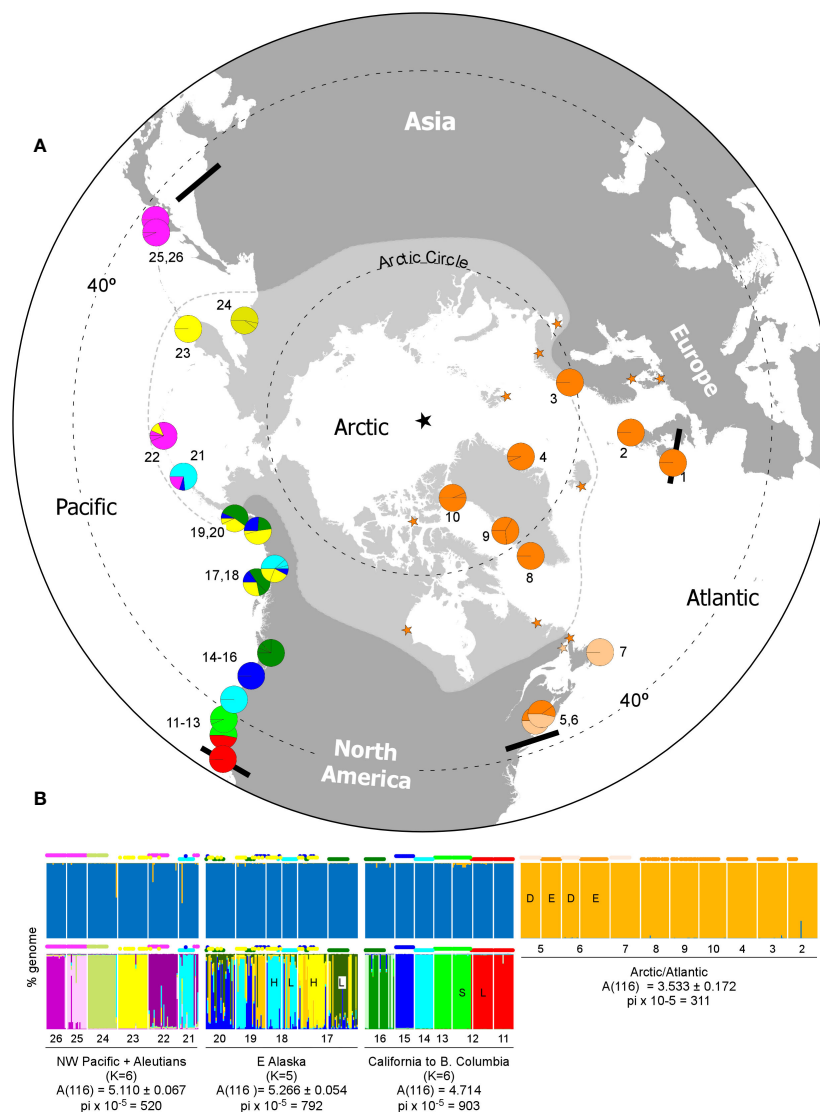 A
Asia
Arctic Circle
40º
25,26
24
23
Europe
3
2
1
Arctic
22
21
4
Pacific
10
9
19,20
8
17,18
Atlantic
7
14-16
11-13
40º
5,6
North
America
B
% genome
D E D E
5 6 7 8 9 10 4 3 2
H L H L S L
26 25 24 23 22 21 20 19 18 17 16 15 14 13 12 11
Arctic/Atlantic
A(116) = 3.533 ± 0.172
pi x 10-5 = 311
NW Pacific + Aleutians
(K=6)
A(116) = 5.110 ± 0.067
pi x 10⁻⁵ = 520
E Alaska
(K=5)
A(116 ) = 5.266 ± 0.054
pi x 10⁻⁵ = 792
California to B. Columbia
(K=6)
A(116) = 4.714
pi x 10⁻⁵ = 903